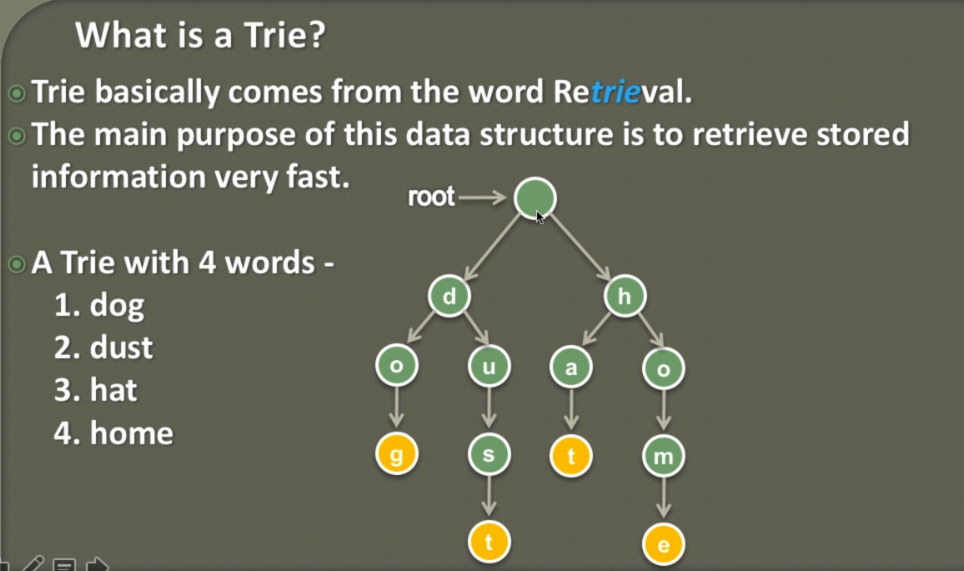 What is a Trie?
Trie basically comes from the word Retrieval.
The main purpose of this data structure is to retrieve stored
information very fast.
root
A Trie with 4 words -
1. dog
2. dust
3. hat
4. home
d
h
o
u
a
o
g
s
t
m
t
e